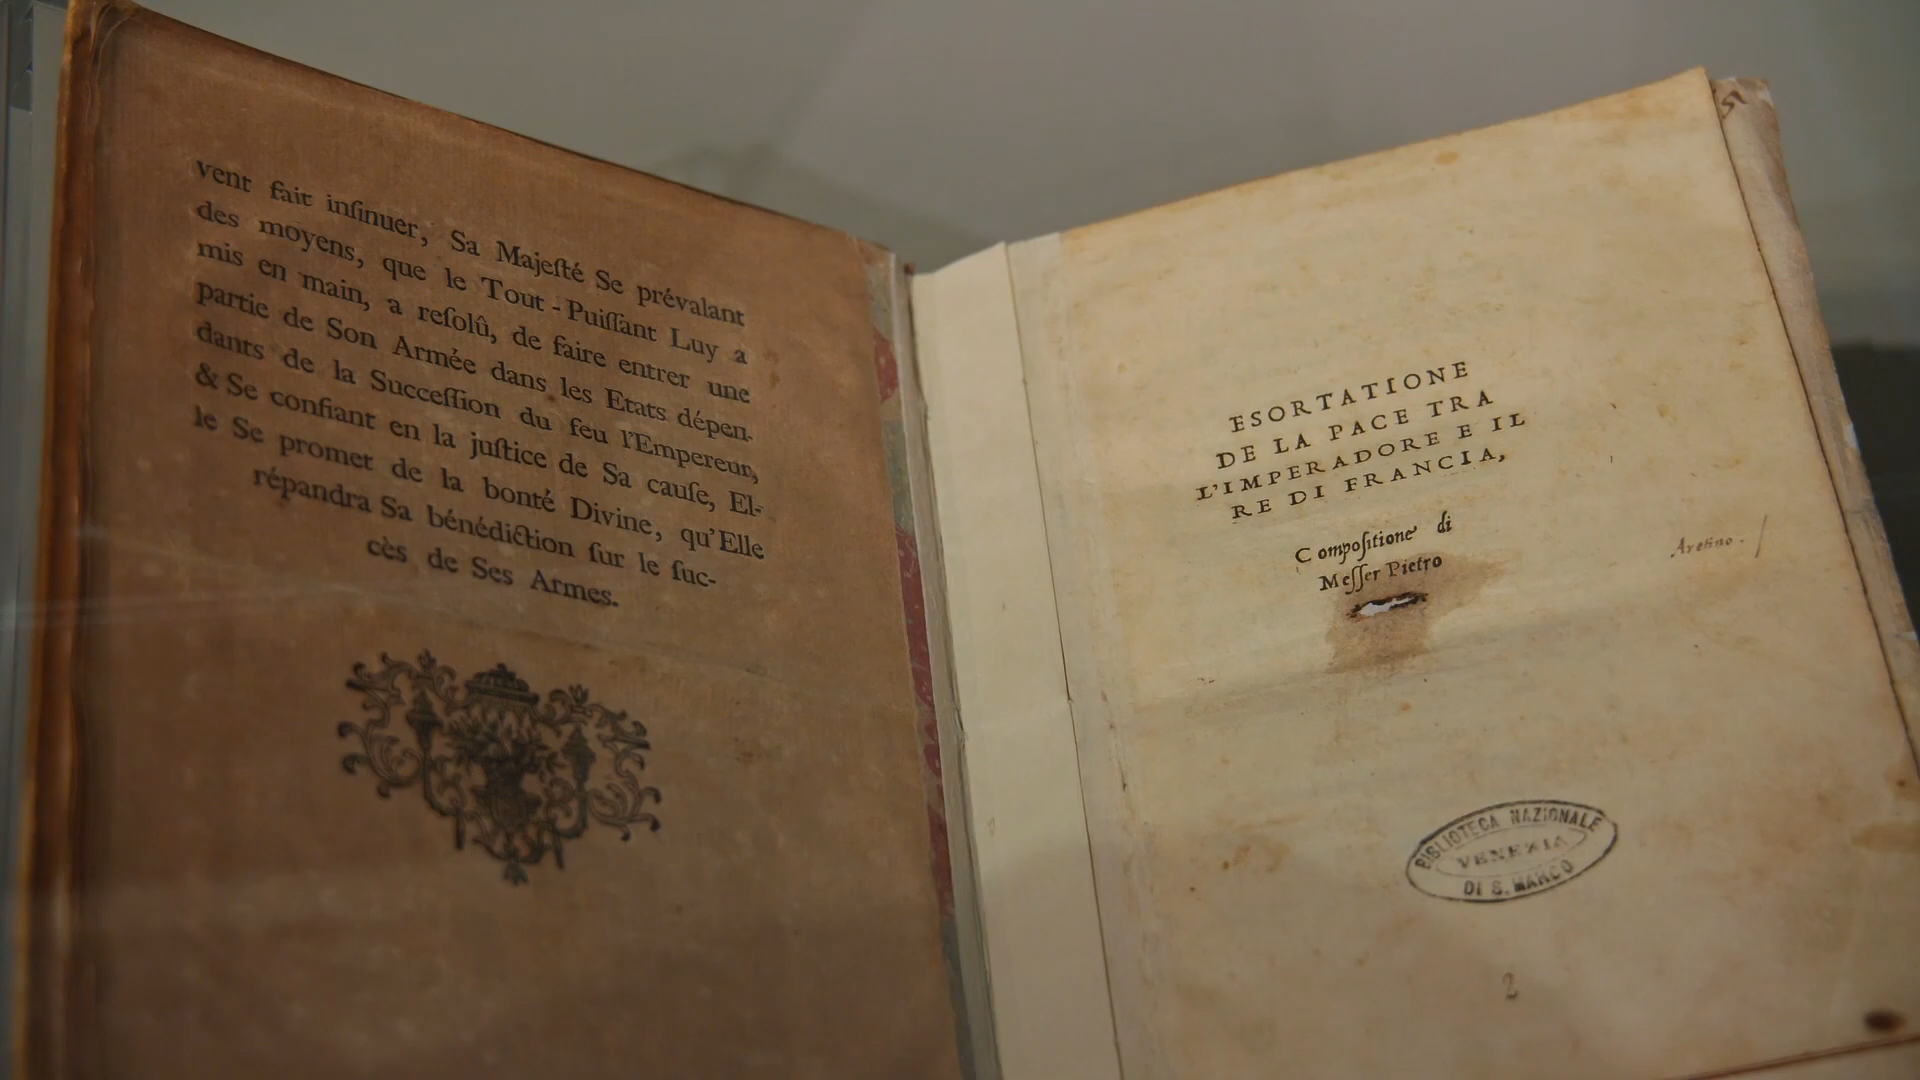 vent fait inſinuer, Sa Majeſté Se prévalant
des moyens, que le Tout-Puiſſant Luy a
mis en main, a reſolû, de faire entrer une
partie de Son Armée dans les Etats dépen-
dants de la Succeſſion du feu l'Empereur,
& Se confiant en la juſtice de Sa cauſe, El-
le Se promet de la bonté Divine, qu'Elle
répandra Sa bénédiction ſur le ſuc-
cès de Ses Armes.
ESORTATIONE
DE LA PACE TRA
L'IMPERADORE E IL
RE DI FRANCIA,
Compoſitione di
Meſſer Pietro
Aretino.
BIBLIOTECA NAZIONALE
VENEZIA
DI S. MARCO
2